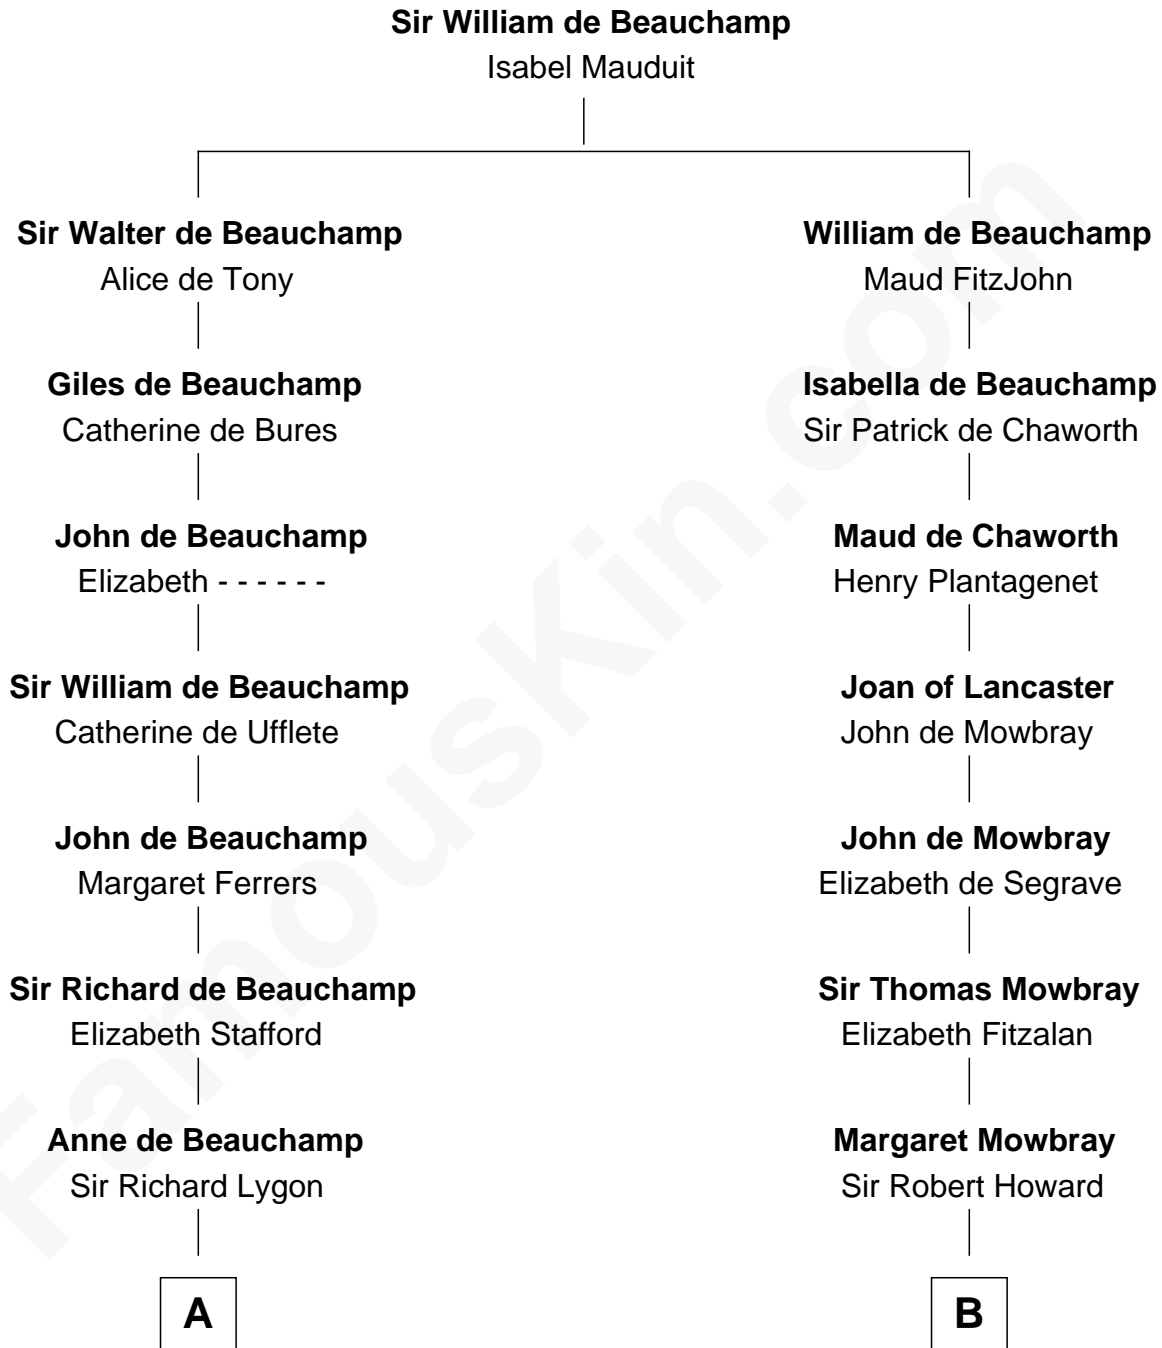 Sir William de Beauchamp
Isabel Mauduit
Sir Walter de Beauchamp
Alice de Tony
William de Beauchamp
Maud FitzJohn
Giles de Beauchamp
Catherine de Bures
Isabella de Beauchamp
Sir Patrick de Chaworth
John de Beauchamp
Elizabeth - - - - - -
Maud de Chaworth
Henry Plantagenet
Sir William de Beauchamp
Catherine de Ufflete
Joan of Lancaster
John de Mowbray
John de Beauchamp
Margaret Ferrers
John de Mowbray
Elizabeth de Segrave
Sir Richard de Beauchamp
Elizabeth Stafford
Sir Thomas Mowbray
Elizabeth Fitzalan
Anne de Beauchamp
Sir Richard Lygon
Margaret Mowbray
Sir Robert Howard
A
B
FamousKin.com